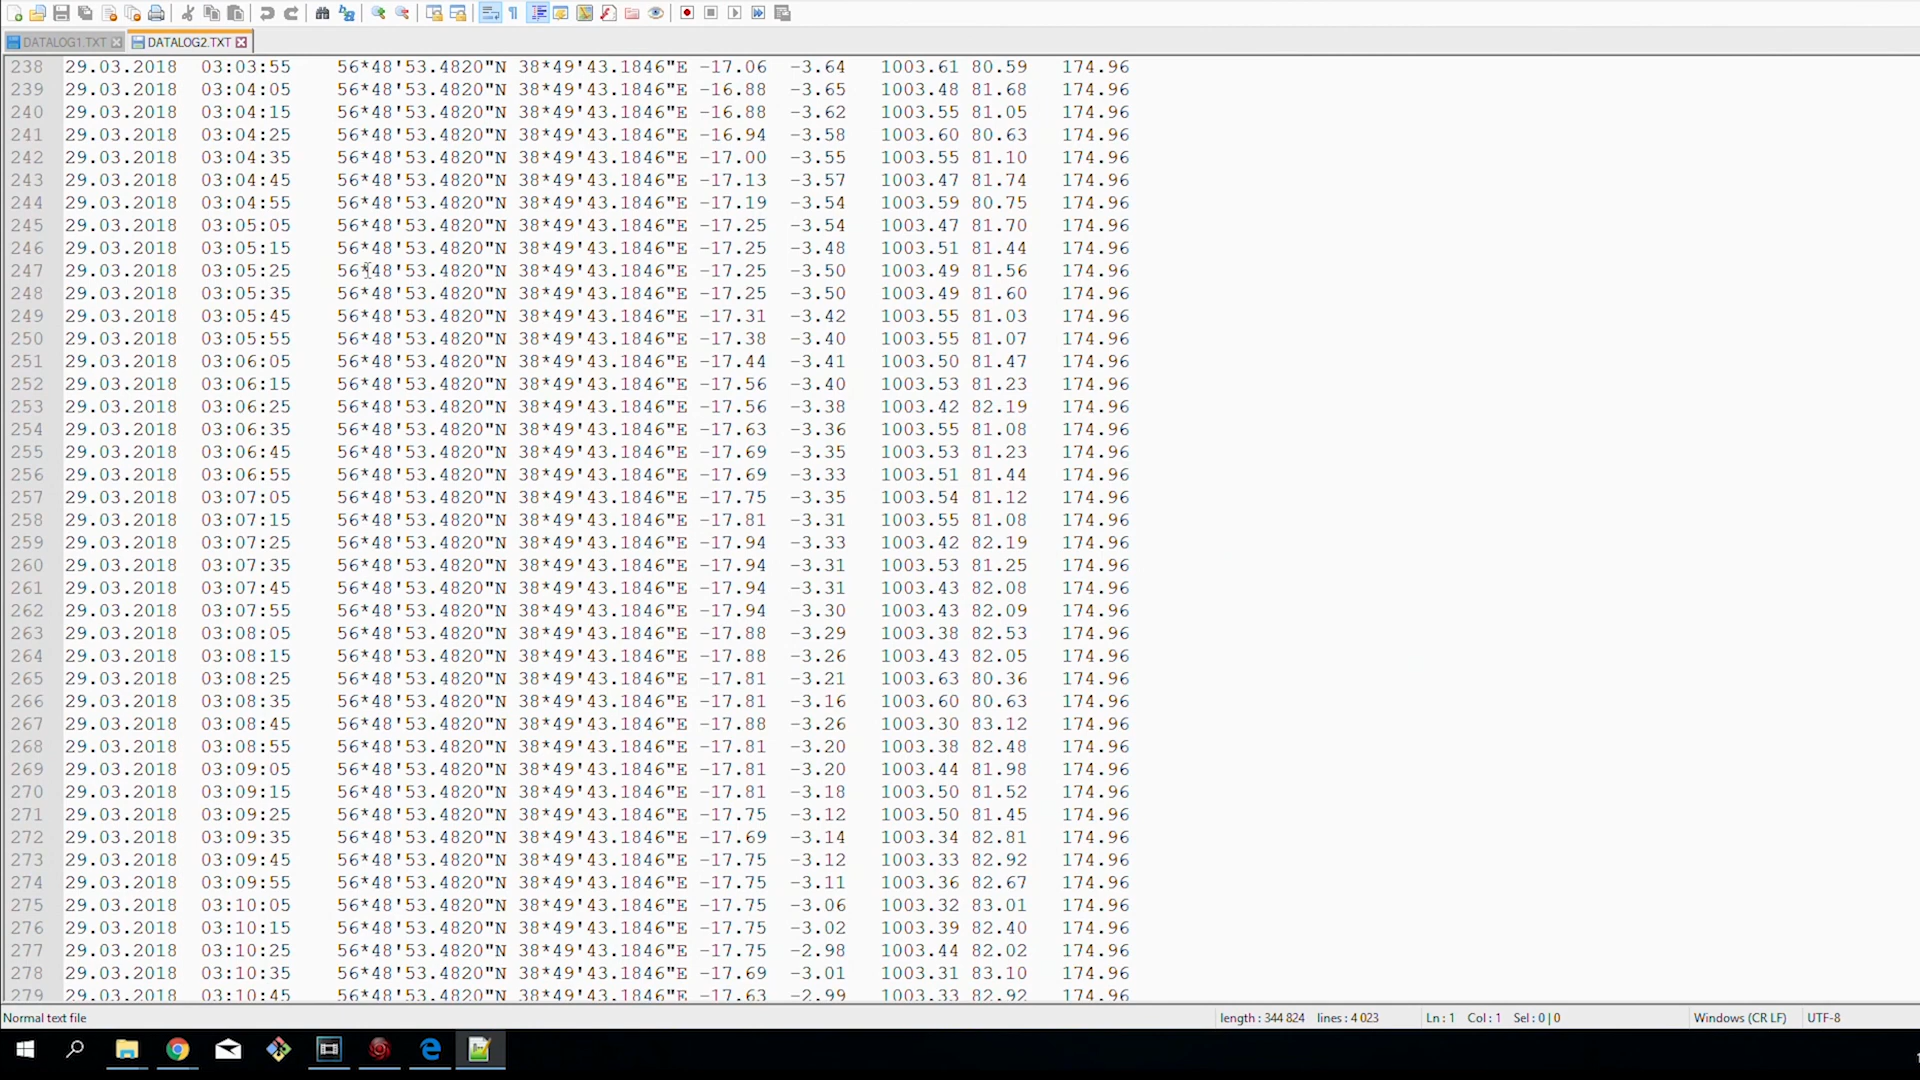 DATALOG1.TXT DATALOG2.TXT
238 29.03.2018 03:03:55 56*48'53.4820"N 38*49'43.1846"E -17.06 -3.64 1003.61 80.59 174.96
239 29.03.2018 03:04:05 56*48'53.4820"N 38*49'43.1846"E -16.88 -3.65 1003.48 81.68 174.96
240 29.03.2018 03:04:15 56*48'53.4820"N 38*49'43.1846"E -16.88 -3.62 1003.55 81.05 174.96
241 29.03.2018 03:04:25 56*48'53.4820"N 38*49'43.1846"E -16.94 -3.58 1003.60 80.63 174.96
242 29.03.2018 03:04:35 56*48'53.4820"N 38*49'43.1846"E -17.00 -3.55 1003.55 81.10 174.96
243 29.03.2018 03:04:45 56*48'53.4820"N 38*49'43.1846"E -17.13 -3.57 1003.47 81.74 174.96
244 29.03.2018 03:04:55 56*48'53.4820"N 38*49'43.1846"E -17.19 -3.54 1003.59 80.75 174.96
245 29.03.2018 03:05:05 56*48'53.4820"N 38*49'43.1846"E -17.25 -3.54 1003.47 81.70 174.96
246 29.03.2018 03:05:15 56*48'53.4820"N 38*49'43.1846"E -17.25 -3.48 1003.51 81.44 174.96
247 29.03.2018 03:05:25 56*48'53.4820"N 38*49'43.1846"E -17.25 -3.50 1003.49 81.56 174.96
248 29.03.2018 03:05:35 56*48'53.4820"N 38*49'43.1846"E -17.25 -3.50 1003.49 81.60 174.96
249 29.03.2018 03:05:45 56*48'53.4820"N 38*49'43.1846"E -17.31 -3.42 1003.55 81.03 174.96
250 29.03.2018 03:05:55 56*48'53.4820"N 38*49'43.1846"E -17.38 -3.40 1003.55 81.07 174.96
251 29.03.2018 03:06:05 56*48'53.4820"N 38*49'43.1846"E -17.44 -3.41 1003.50 81.47 174.96
252 29.03.2018 03:06:15 56*48'53.4820"N 38*49'43.1846"E -17.56 -3.40 1003.53 81.23 174.96
253 29.03.2018 03:06:25 56*48'53.4820"N 38*49'43.1846"E -17.56 -3.38 1003.42 82.19 174.96
254 29.03.2018 03:06:35 56*48'53.4820"N 38*49'43.1846"E -17.63 -3.36 1003.55 81.08 174.96
255 29.03.2018 03:06:45 56*48'53.4820"N 38*49'43.1846"E -17.69 -3.35 1003.53 81.23 174.96
256 29.03.2018 03:06:55 56*48'53.4820"N 38*49'43.1846"E -17.69 -3.33 1003.51 81.44 174.96
257 29.03.2018 03:07:05 56*48'53.4820"N 38*49'43.1846"E -17.75 -3.35 1003.54 81.12 174.96
258 29.03.2018 03:07:15 56*48'53.4820"N 38*49'43.1846"E -17.81 -3.31 1003.55 81.08 174.96
259 29.03.2018 03:07:25 56*48'53.4820"N 38*49'43.1846"E -17.94 -3.33 1003.42 82.19 174.96
260 29.03.2018 03:07:35 56*48'53.4820"N 38*49'43.1846"E -17.94 -3.31 1003.53 81.25 174.96
261 29.03.2018 03:07:45 56*48'53.4820"N 38*49'43.1846"E -17.94 -3.31 1003.43 82.08 174.96
262 29.03.2018 03:07:55 56*48'53.4820"N 38*49'43.1846"E -17.94 -3.30 1003.43 82.09 174.96
263 29.03.2018 03:08:05 56*48'53.4820"N 38*49'43.1846"E -17.88 -3.29 1003.38 82.53 174.96
264 29.03.2018 03:08:15 56*48'53.4820"N 38*49'43.1846"E -17.88 -3.26 1003.43 82.05 174.96
265 29.03.2018 03:08:25 56*48'53.4820"N 38*49'43.1846"E -17.81 -3.21 1003.63 80.36 174.96
266 29.03.2018 03:08:35 56*48'53.4820"N 38*49'43.1846"E -17.81 -3.16 1003.60 80.63 174.96
267 29.03.2018 03:08:45 56*48'53.4820"N 38*49'43.1846"E -17.88 -3.26 1003.30 83.12 174.96
268 29.03.2018 03:08:55 56*48'53.4820"N 38*49'43.1846"E -17.81 -3.20 1003.38 82.48 174.96
269 29.03.2018 03:09:05 56*48'53.4820"N 38*49'43.1846"E -17.81 -3.20 1003.44 81.98 174.96
270 29.03.2018 03:09:15 56*48'53.4820"N 38*49'43.1846"E -17.81 -3.18 1003.50 81.52 174.96
271 29.03.2018 03:09:25 56*48'53.4820"N 38*49'43.1846"E -17.75 -3.12 1003.50 81.45 174.96
272 29.03.2018 03:09:35 56*48'53.4820"N 38*49'43.1846"E -17.69 -3.14 1003.34 82.81 174.96
273 29.03.2018 03:09:45 56*48'53.4820"N 38*49'43.1846"E -17.75 -3.12 1003.33 82.92 174.96
274 29.03.2018 03:09:55 56*48'53.4820"N 38*49'43.1846"E -17.75 -3.11 1003.36 82.67 174.96
275 29.03.2018 03:10:05 56*48'53.4820"N 38*49'43.1846"E -17.75 -3.06 1003.32 83.01 174.96
276 29.03.2018 03:10:15 56*48'53.4820"N 38*49'43.1846"E -17.75 -3.02 1003.39 82.40 174.96
277 29.03.2018 03:10:25 56*48'53.4820"N 38*49'43.1846"E -17.75 -2.98 1003.44 82.02 174.96
278 29.03.2018 03:10:35 56*48'53.4820"N 38*49'43.1846"E -17.69 -3.01 1003.31 83.10 174.96
279 29.03.2018 03:10:45 56*48'53.4820"N 38*49'43.1846"E -17.63 -2.99 1003.33 82.92 174.96
Normal text file length : 344 824 lines : 4 023 Ln : 1 Col : 1 Sel : 0 | 0 Windows (CR LF) UTF-8